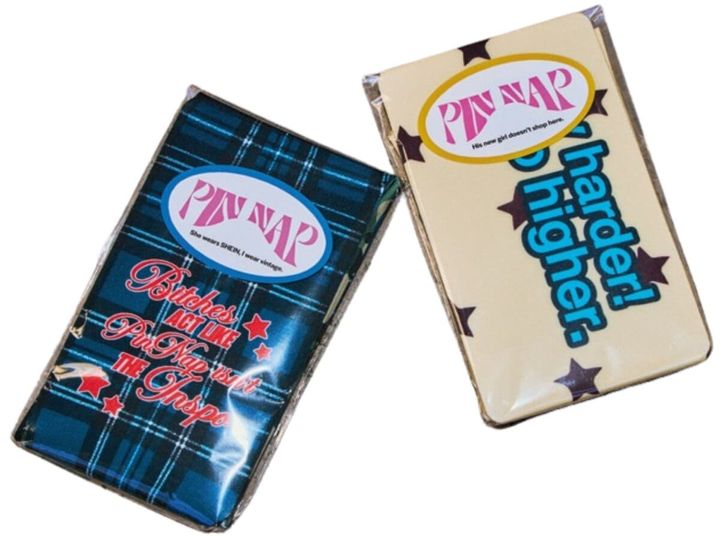 PIN NAP
She wears SHEIN, I wear vintage.
Bitches
ACT LIKE
PinNap isn't
THE Inspo
PIN NAP
His new girl doesn't shop here.
harder!
higher.